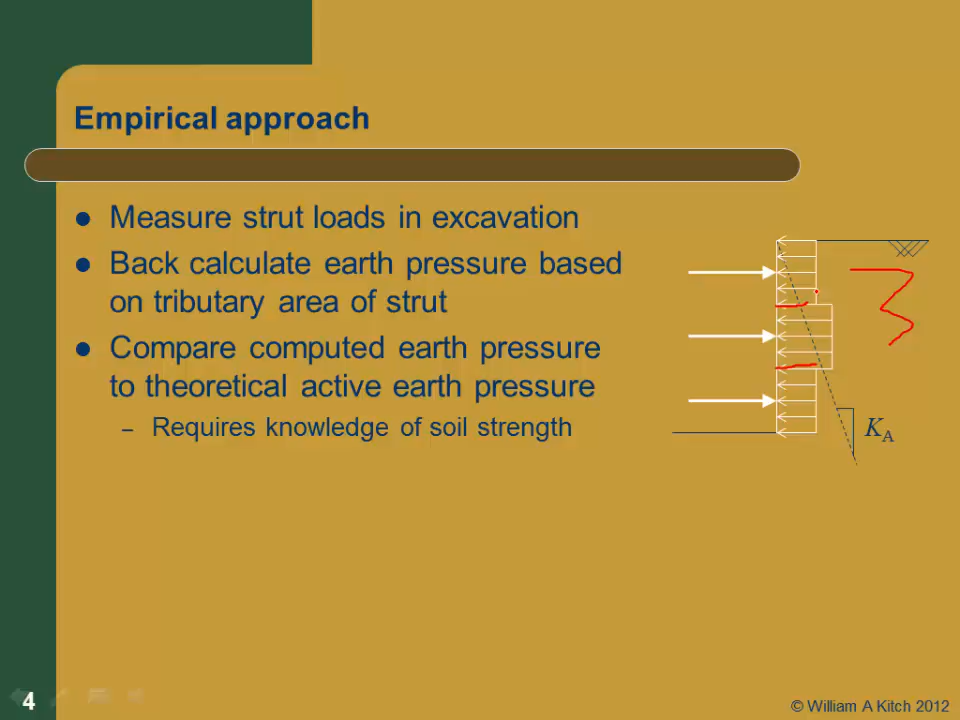 Empirical approach
Measure strut loads in excavation
Back calculate earth pressure based
on tributary area of strut
Compare computed earth pressure
to theoretical active earth pressure
– Requires knowledge of soil strength
KA
4
© William A Kitch 2012